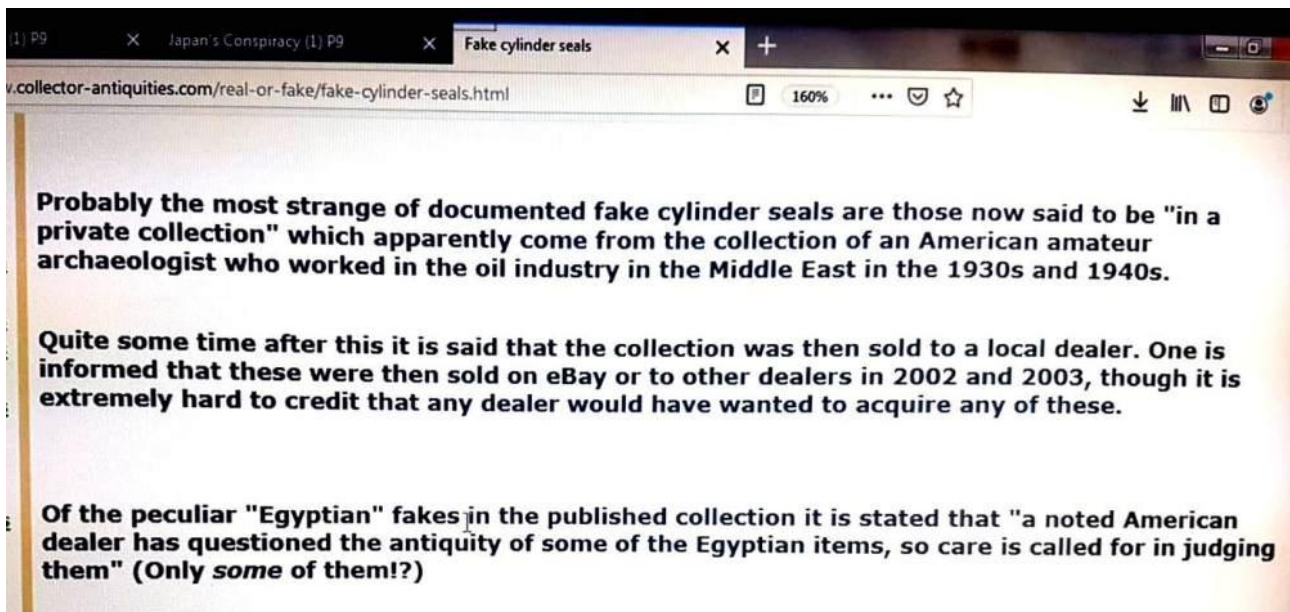 (1) P9 Japan's Conspiracy (1) P9 Fake cylinder seals
.collector-antiquities.com/real-or-fake/fake-cylinder-seals.html 160%
Probably the most strange of documented fake cylinder seals are those now said to be "in a
private collection" which apparently come from the collection of an American amateur
archaeologist who worked in the oil industry in the Middle East in the 1930s and 1940s.
Quite some time after this it is said that the collection was then sold to a local dealer. One is
informed that these were then sold on eBay or to other dealers in 2002 and 2003, though it is
extremely hard to credit that any dealer would have wanted to acquire any of these.
Of the peculiar "Egyptian" fakes in the published collection it is stated that "a noted American
dealer has questioned the antiquity of some of the Egyptian items, so care is called for in judging
them" (Only some of them!?)